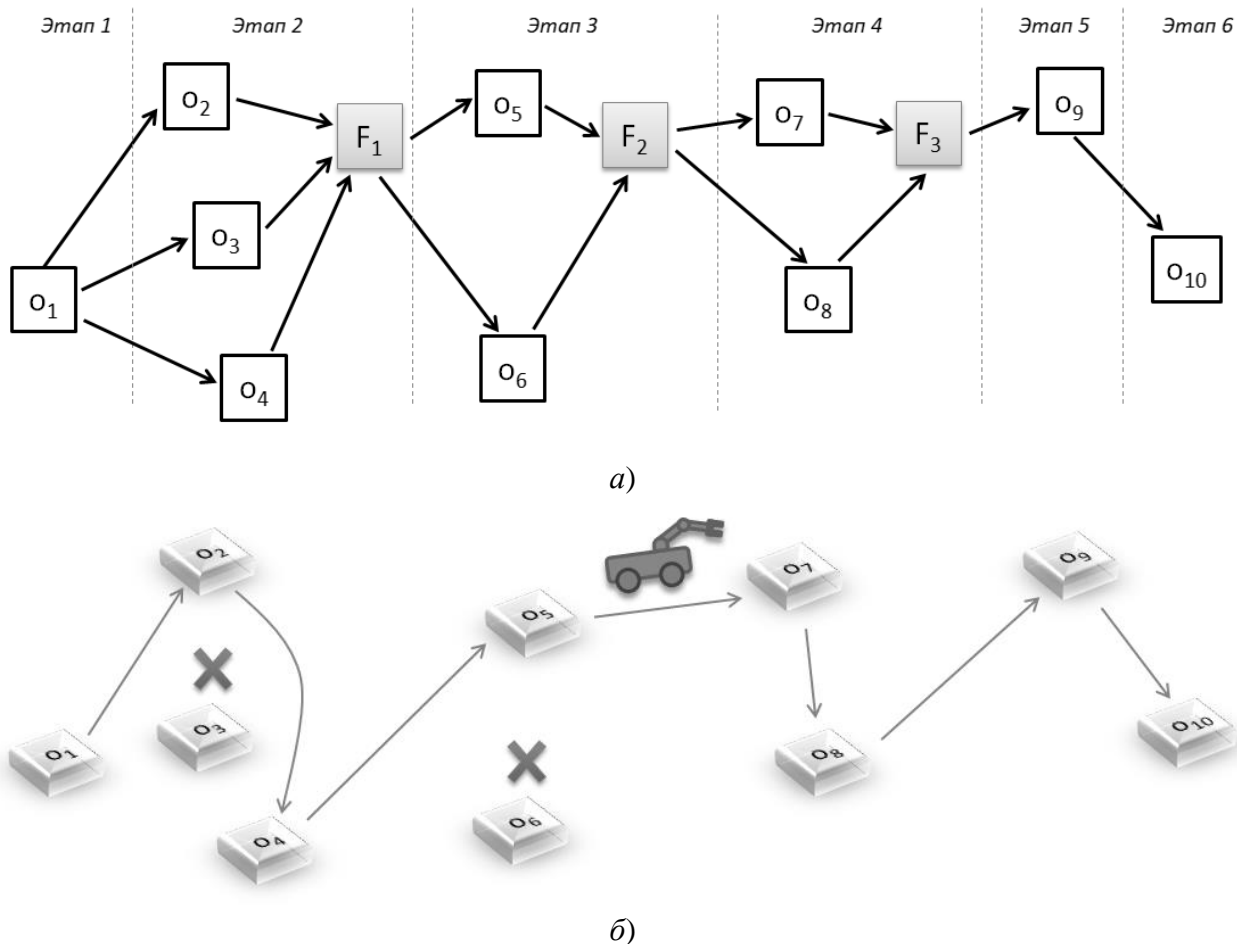 Этап 1 Этап 2 Этап 3 Этап 4 Этап 5 Этап 6
o₂ F₁ o₅ F₂ o₇ F₃ o₉
o₃
o₁ o₄ o₆ o₈ o₁₀
а)
o₂ o₅ o₇ o₉
o₁ o₃ o₈ o₁₀
o₄ o₆
б)